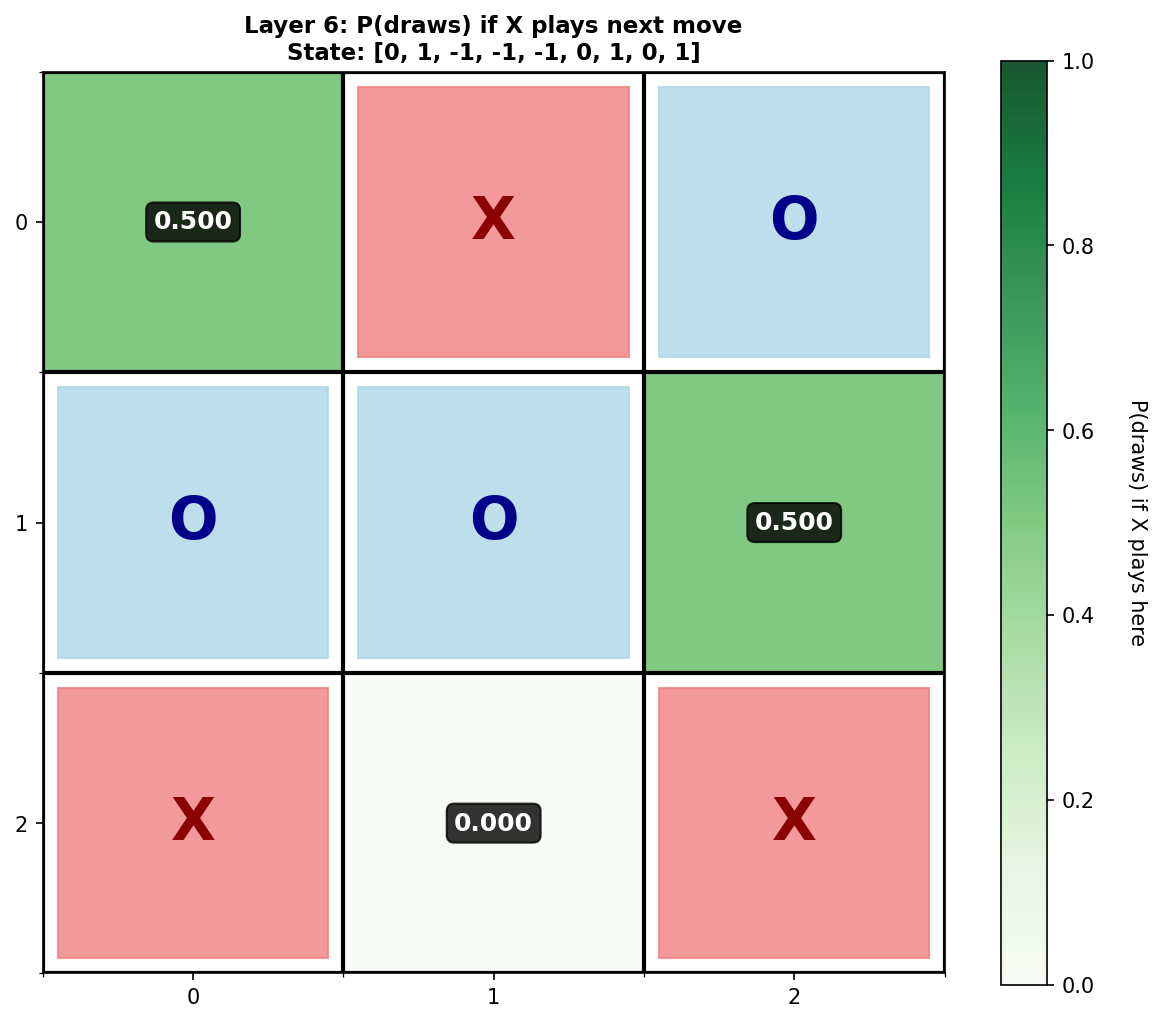 Layer 6: P(draws) if X plays next move
State: [0, 1, -1, -1, -1, 0, 1, 0, 1]
0.500
X
O
O
O
0.500
X
0.000
X
0
1
2
0
1
2
1.0
0.8
0.6
0.4
0.2
0.0
P(draws) if X plays here